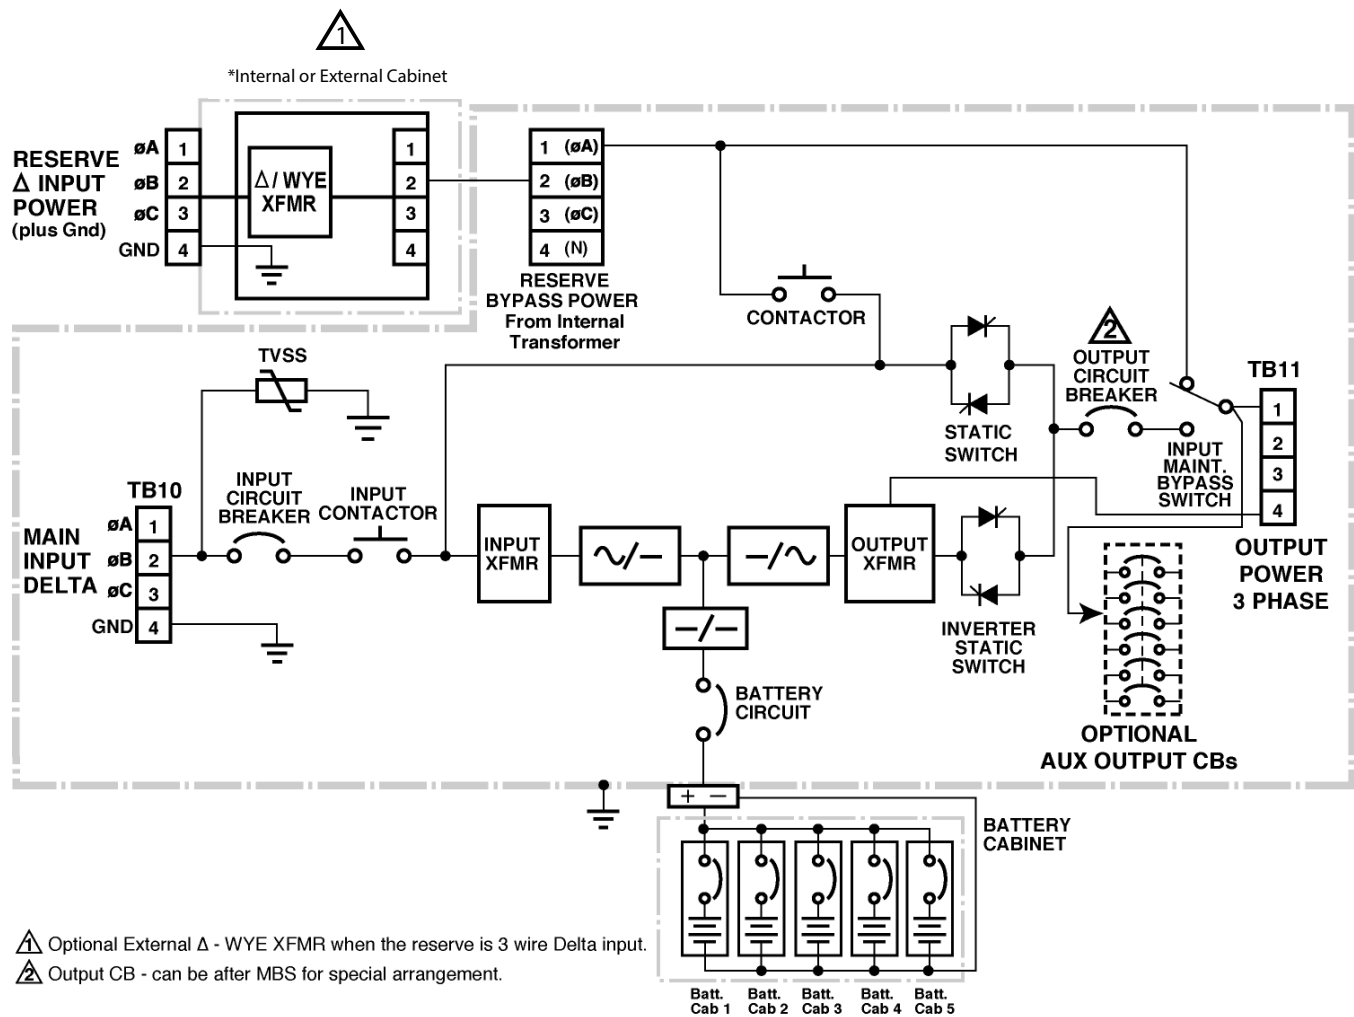 1
*Internal or External Cabinet
RESERVE
Δ INPUT
POWER
(plus Gnd)
øA
øB
øC
GND
1
2
3
4
Δ / WYE
XFMR
1
2
3
4
1 (øA)
2 (øB)
3 (øC)
4 (N)
RESERVE
BYPASS POWER
From Internal
Transformer
CONTACTOR
STATIC
SWITCH
2
OUTPUT
CIRCUIT
BREAKER
TB11
1
2
3
4
INPUT
MAINT.
BYPASS
SWITCH
OUTPUT
POWER
3 PHASE
TVSS
TB10
MAIN
INPUT
DELTA
øA
øB
øC
GND
1
2
3
4
INPUT
CIRCUIT
BREAKER
INPUT
CONTACTOR
INPUT
XFMR
OUTPUT
XFMR
INVERTER
STATIC
SWITCH
BATTERY
CIRCUIT
OPTIONAL
AUX OUTPUT CBs
+ −
BATTERY
CABINET
Batt.
Cab 1
Batt.
Cab 2
Batt.
Cab 3
Batt.
Cab 4
Batt.
Cab 5
1 Optional External Δ - WYE XFMR when the reserve is 3 wire Delta input.
2 Output CB - can be after MBS for special arrangement.